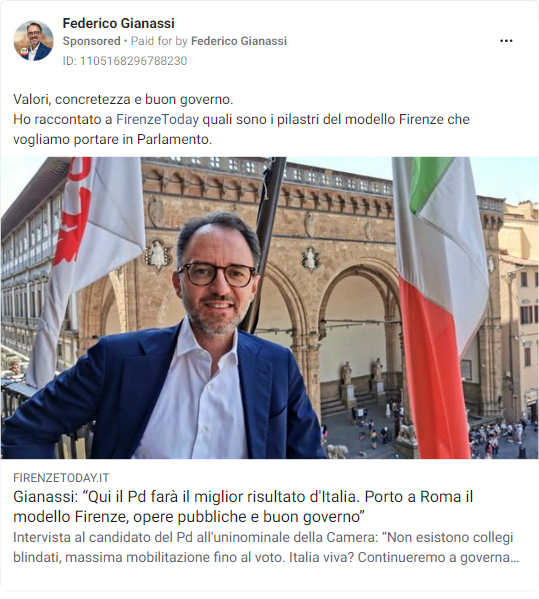 Federico Gianassi
Sponsored • Paid for by Federico Gianassi
ID: 1105168296788230
Valori, concretezza e buon governo.
Ho raccontato a FirenzeToday quali sono i pilastri del modello Firenze che
vogliamo portare in Parlamento.
FIRENZETODAY.IT
Gianassi: “Qui il Pd farà il miglior risultato d'Italia. Porto a Roma il
modello Firenze, opere pubbliche e buon governo”
Intervista al candidato del Pd all'uninominale della Camera: “Non esistono collegi
blindati, massima mobilitazione fino al voto. Italia viva? Continueremo a governa...